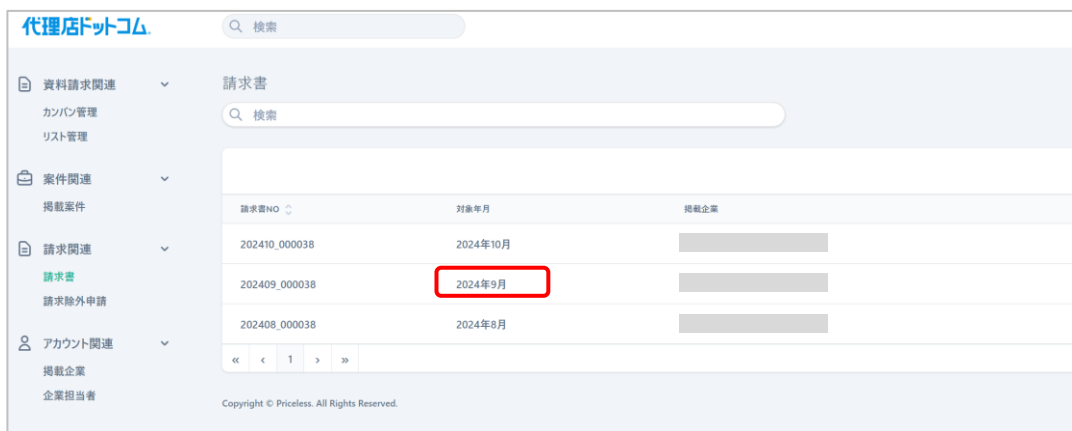 代理店ドットコム.
検索
資料請求関連
カンバン管理
リスト管理
案件関連
掲載案件
請求関連
請求書
請求除外申請
アカウント関連
掲載企業
企業担当者
請求書
検索
請求書NO 対象年月 掲載企業
202410_000038 2024年10月
202409_000038 2024年9月
202408_000038 2024年8月
« ‹ 1 › »
Copyright © Priceless. All Rights Reserved.